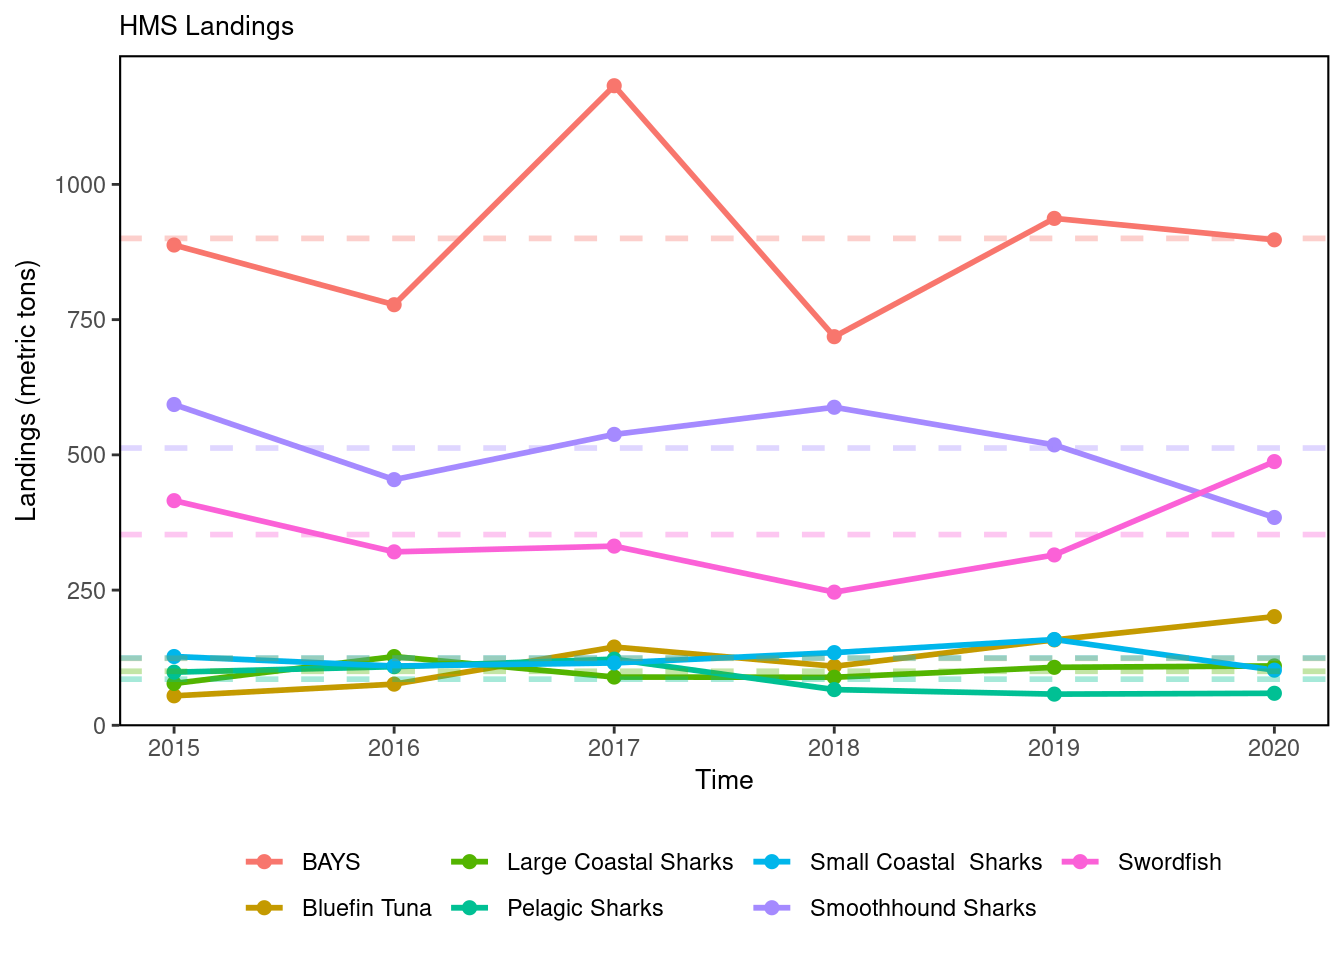 HMS Landings
Landings (metric tons)
1000
750
500
250
0
2015 2016 2017 2018 2019 2020
Time
BAYS Large Coastal Sharks Small Coastal  Sharks Swordfish
Bluefin Tuna Pelagic Sharks Smoothhound Sharks